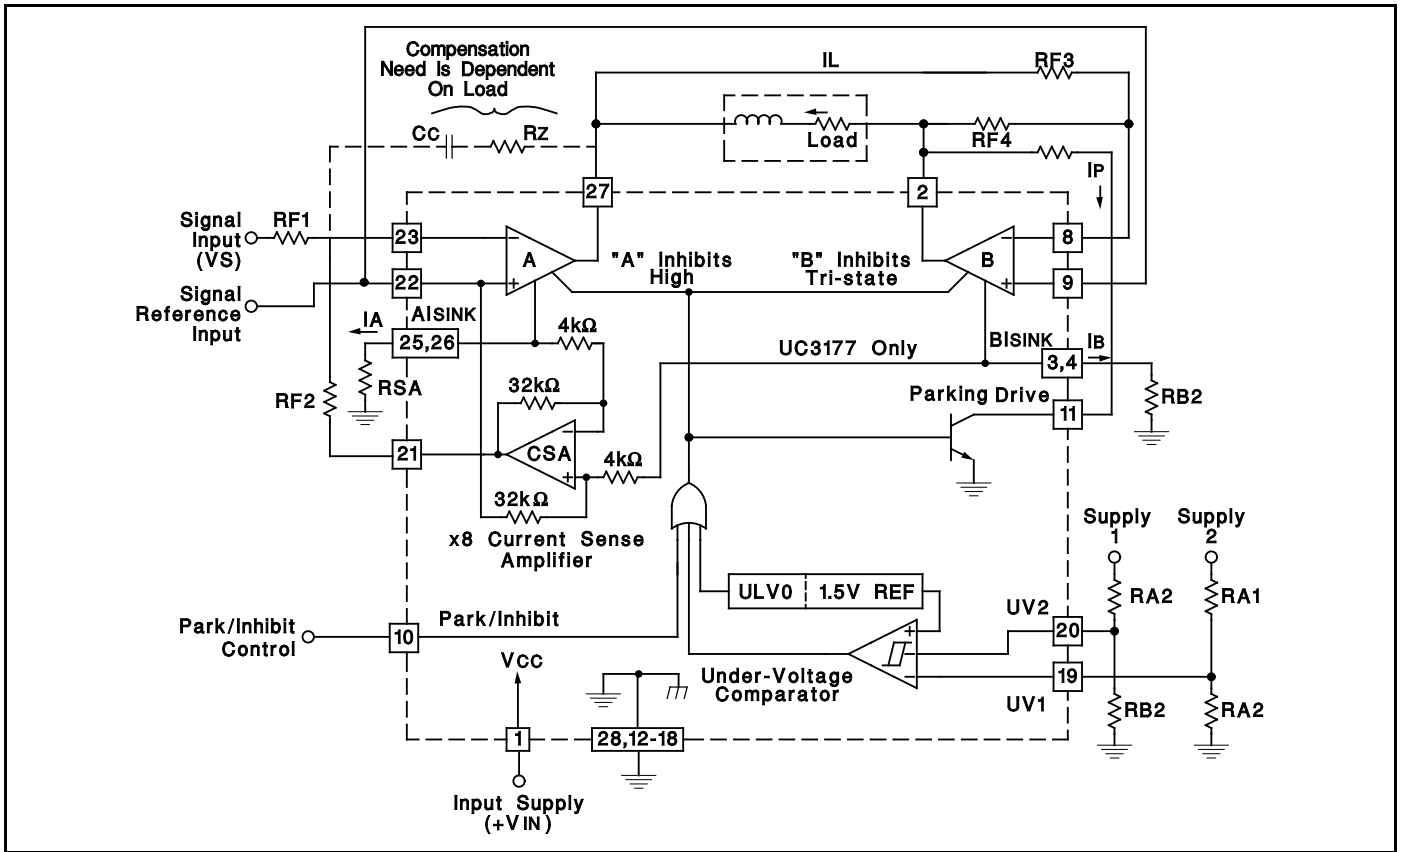 Compensation
Need Is Dependent
On Load
Cc
Rz
IL
RF3
Load
RF4
IP
27
2
Signal
Input
(VS)
RF1
23
8
22
9
A
B
"A" Inhibits
High
"B" Inhibits
Tri-state
Signal
Reference
Input
IA
AISINK
25,26
4kΩ
UC3177 Only
BISINK
IB
3,4
RSA
RF2
32kΩ
Parking Drive
11
RB2
21
CSA
4kΩ
32kΩ
x8 Current Sense
Amplifier
Supply
1
Supply
2
ULV0
1.5V REF
RA2
RA1
Park/Inhibit
Control
10
Park/Inhibit
UV2
20
Under-Voltage
Comparator
19
UV1
RB2
RA2
VCC
1
28,12-18
Input Supply
(+VIN)